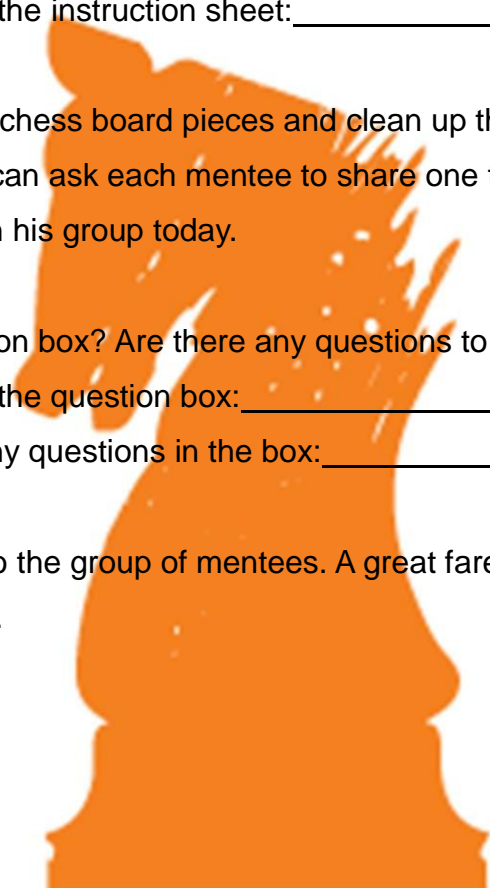 the instruction sheet:
chess board pieces and clean up
can ask each mentee to share one
his group today.
on box? Are there any questions to
the question box:
ny questions in the box:
the group of mentees. A great fare
.